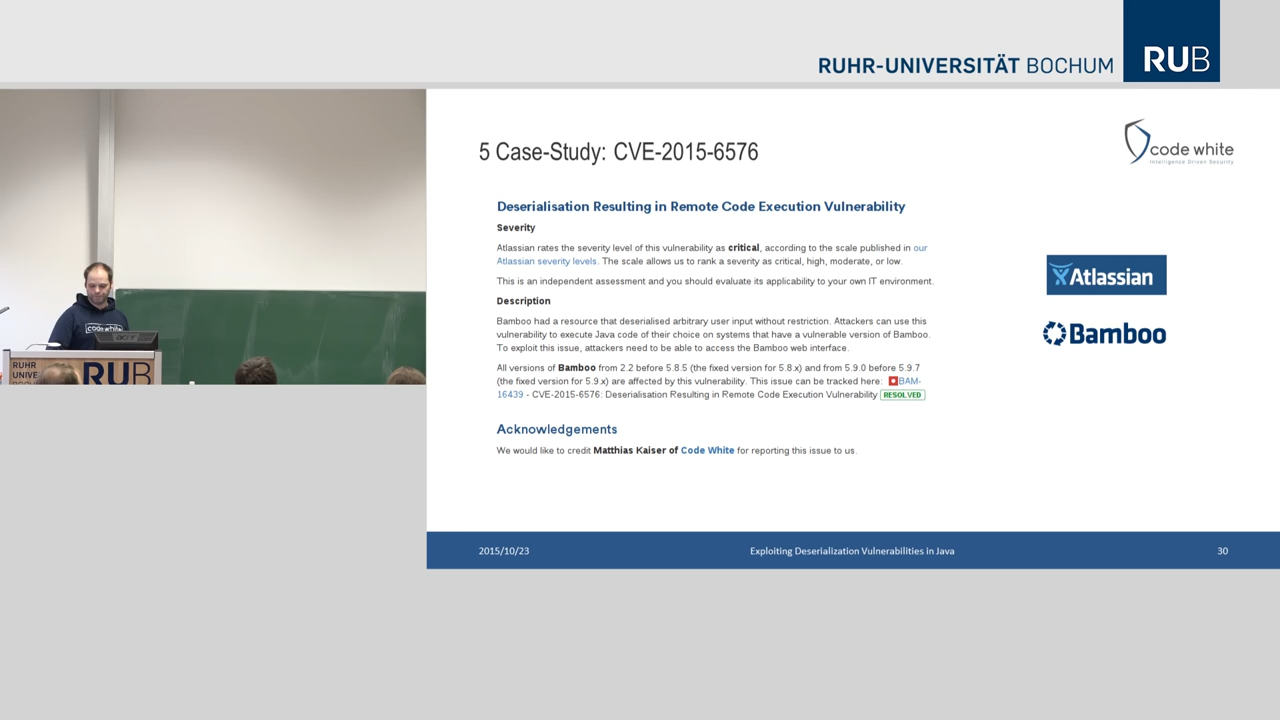 RUHR-UNIVERSITÄT BOCHUM
RUB
5 Case-Study: CVE-2015-6576
code white
Intelligence Driven Security
Deserialisation Resulting in Remote Code Execution Vulnerability
Severity
Atlassian rates the severity level of this vulnerability as critical, according to the scale published in our
Atlassian severity levels. The scale allows us to rank a severity as critical, high, moderate, or low.
This is an independent assessment and you should evaluate its applicability to your own IT environment.
Description
Bamboo had a resource that deserialised arbitrary user input without restriction. Attackers can use this
vulnerability to execute Java code of their choice on systems that have a vulnerable version of Bamboo.
To exploit this issue, attackers need to be able to access the Bamboo web interface.
All versions of Bamboo from 2.2 before 5.8.5 (the fixed version for 5.8.x) and from 5.9.0 before 5.9.7
(the fixed version for 5.9.x) are affected by this vulnerability. This issue can be tracked here: BAM-
16439 - CVE-2015-6576: Deserialisation Resulting in Remote Code Execution Vulnerability RESOLVED
Acknowledgements
We would like to credit Matthias Kaiser of Code White for reporting this issue to us.
Atlassian
Bamboo
2015/10/23
Exploiting Deserialization Vulnerabilities in Java
30
code white
RUHR
UNIVE
RUB